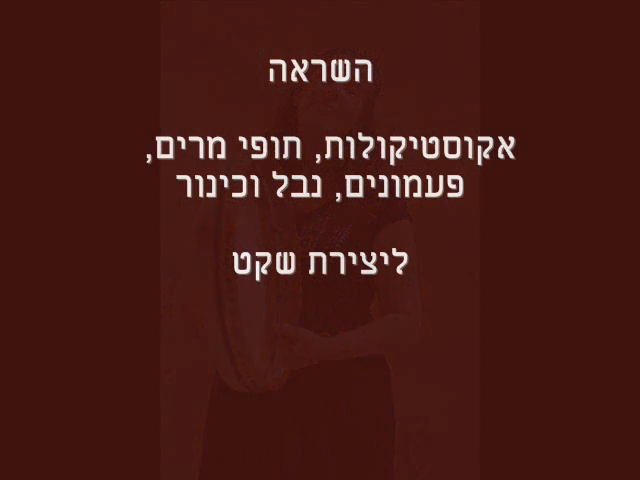 השראה
אקוסטיקולות, תופי מרים,
פעמונים, נבל וכינור
ליצירת שקט